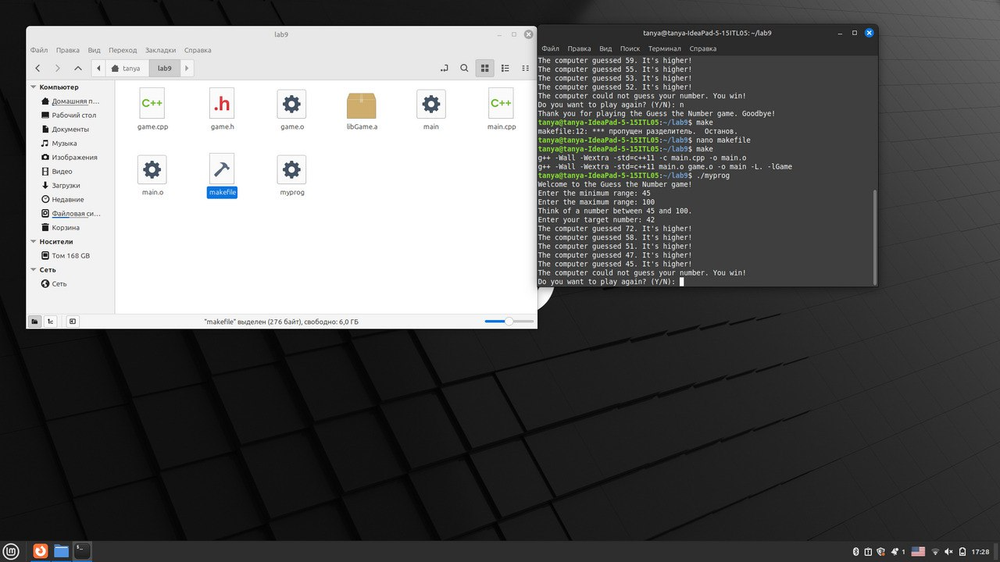 lab9
Файл Правка Вид Переход Закладки Справка
tanya lab9
Компьютер
Домашняя п...
Рабочий стол
Документы
Музыка
Изображения
Видео
Загрузки
Недавние
Файловая си...
Корзина
Носители
Том 168 GB
Сеть
Сеть
C++ .h C++
game.cpp game.h game.o libGame.a main main.cpp
main.o makefile myprog
"makefile" выделен (276 байт), свободно: 6,0 ГБ
tanya@tanya-IdeaPad-5-15ITL05: ~/lab9
Файл Правка Вид Поиск Терминал Справка
The computer guessed 59. It's higher!
The computer guessed 55. It's higher!
The computer guessed 53. It's higher!
The computer guessed 52. It's higher!
The computer could not guess your number. You win!
Do you want to play again? (Y/N): n
Thank you for playing the Guess the Number game. Goodbye!
tanya@tanya-IdeaPad-5-15ITL05:~/lab9$ make
makefile:12: *** пропущен разделитель.  Останов.
tanya@tanya-IdeaPad-5-15ITL05:~/lab9$ nano makefile
tanya@tanya-IdeaPad-5-15ITL05:~/lab9$ make
g++ -Wall -Wextra -std=c++11 -c main.cpp -o main.o
g++ -Wall -Wextra -std=c++11 main.o game.o -o main -L. -lGame
tanya@tanya-IdeaPad-5-15ITL05:~/lab9$ ./myprog
Welcome to the Guess the Number game!
Enter the minimum range: 45
Enter the maximum range: 100
Think of a number between 45 and 100.
Enter your target number: 42
The computer guessed 72. It's higher!
The computer guessed 58. It's higher!
The computer guessed 51. It's higher!
The computer guessed 47. It's higher!
The computer guessed 45. It's higher!
The computer could not guess your number. You win!
Do you want to play again? (Y/N):
1 17:28